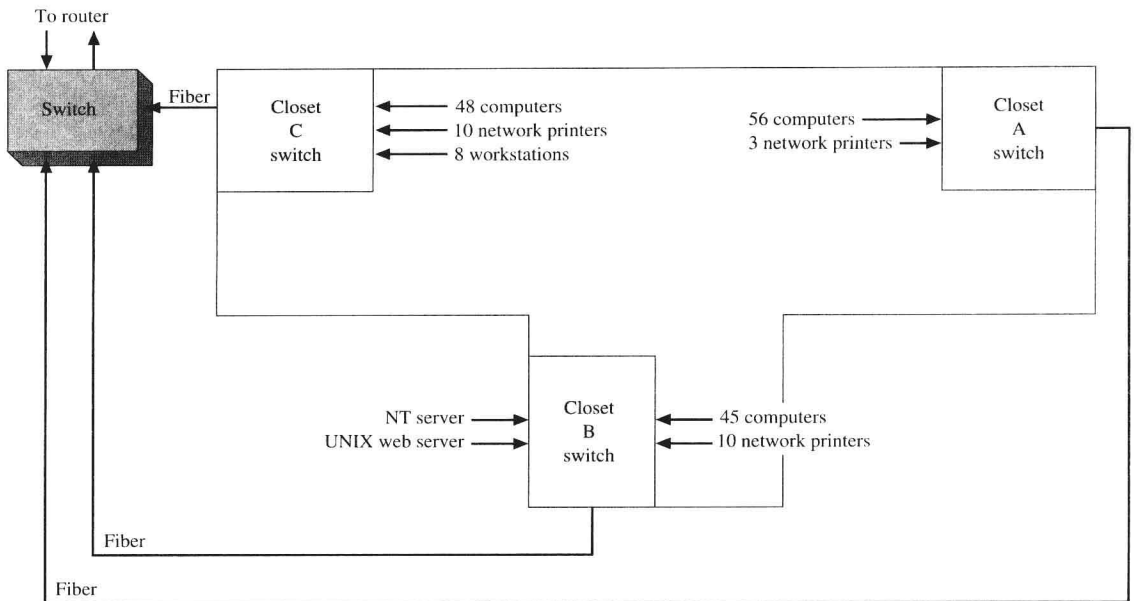 To router
Switch
Fiber
Closet
C
switch
48 computers
10 network printers
8 workstations
56 computers
3 network printers
Closet
A
switch
NT server
UNIX web server
Closet
B
switch
45 computers
10 network printers
Fiber
Fiber